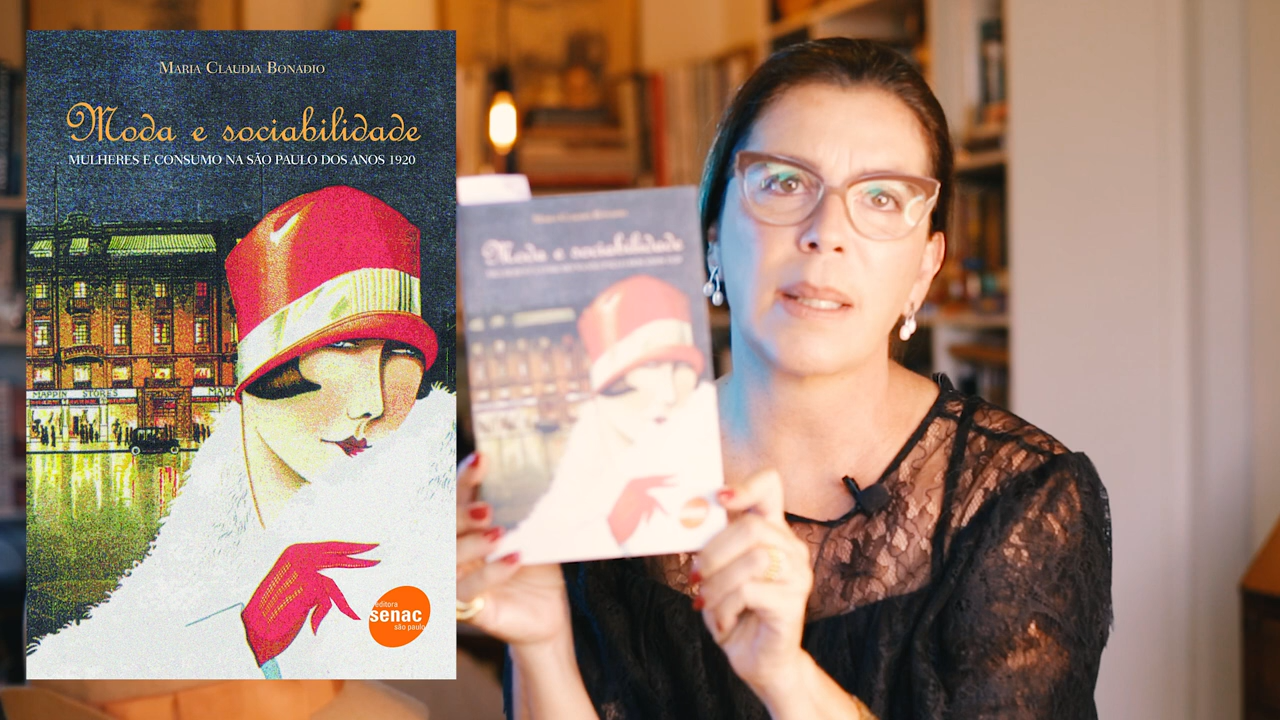 MARIA CLAUDIA BONADIO
Moda e sociabilidade
MULHERES E CONSUMO NA SÃO PAULO DOS ANOS 1920
MAPPIN STORES
MAPP
editora
senac
são paulo
Moda e sociabilidade